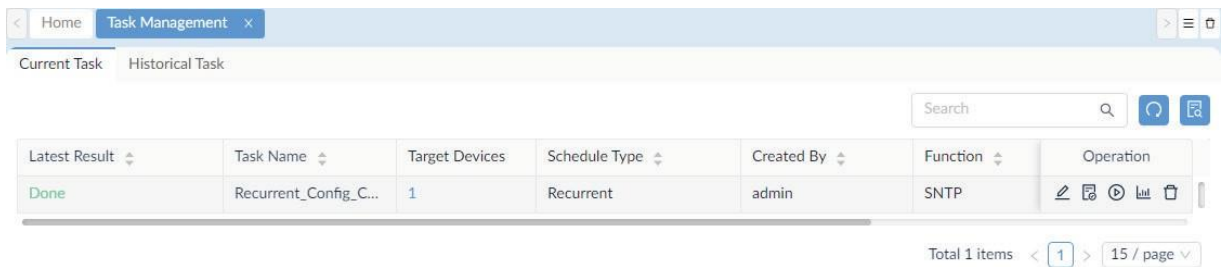 Home Task Management x
Current Task Historical Task
Search
Latest Result Task Name Target Devices Schedule Type Created By Function Operation
Done Recurrent_Config_C... 1 Recurrent admin SNTP
Total 1 items < 1 > 15 / page